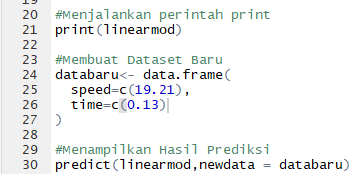 20 #Menjalankan perintah print
21 print(linearmod)
22
23 #Membuat Dataset Baru
24 databaru<- data.frame(
25 speed=c(19.21),
26 time=c(0.13)
27 )
28
29 #Menampilkan Hasil Prediksi
30 predict(linearmod,newdata = databaru)